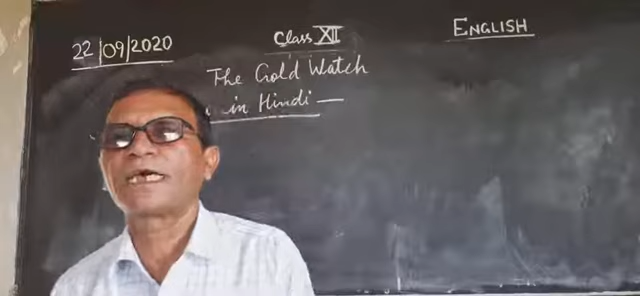 22/09/2020
Class XII
ENGLISH
The Gold Watch
in Hindi —